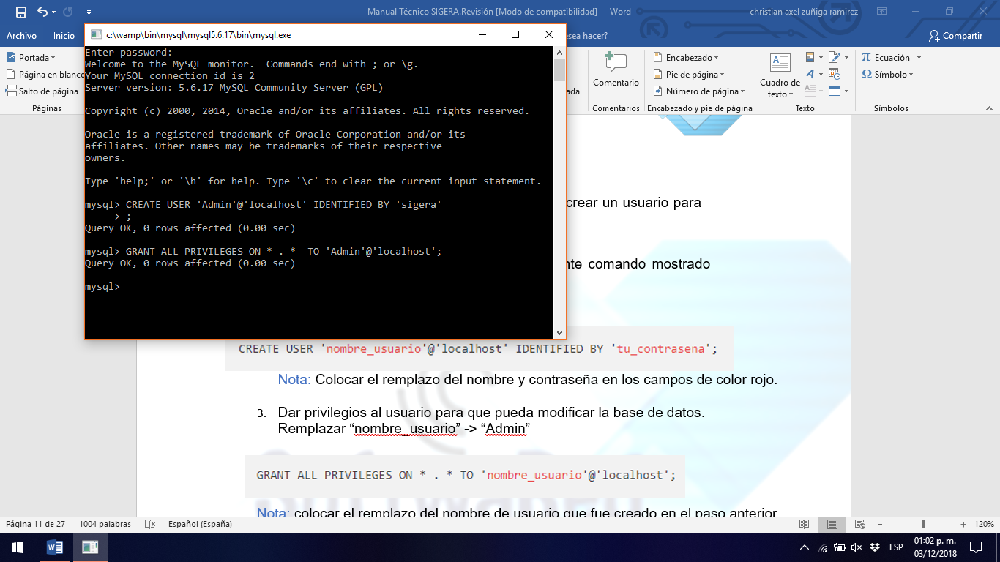 Manual Técnico SIGERA.Revisión [Modo de compatibilidad] - Word
christian axel zuñiga ramirez
Archivo
Inicio
esea hacer?
Compartir
c:\wamp\bin\mysql\mysql5.6.17\bin\mysql.exe
Enter password:
Welcome to the MySQL monitor.  Commands end with ; or \g.
Your MySQL connection id is 2
Server version: 5.6.17 MySQL Community Server (GPL)
Copyright (c) 2000, 2014, Oracle and/or its affiliates. All rights reserved.
Oracle is a registered trademark of Oracle Corporation and/or its
affiliates. Other names may be trademarks of their respective
owners.
Type 'help;' or '\h' for help. Type '\c' to clear the current input statement.
mysql> CREATE USER 'Admin'@'localhost' IDENTIFIED BY 'sigera'
    -> ;
Query OK, 0 rows affected (0.00 sec)
mysql> GRANT ALL PRIVILEGES ON * . *  TO 'Admin'@'localhost';
Query OK, 0 rows affected (0.00 sec)
mysql>
Portada
Página en blanco
Salto de página
Páginas
ada
Comentario
Comentarios
Encabezado
Pie de página
Número de página
Encabezado y pie de página
Cuadro de
texto
Texto
Ecuación
Símbolo
Símbolos
crear un usuario para
nte comando mostrado
CREATE USER 'nombre_usuario'@'localhost' IDENTIFIED BY 'tu_contrasena';
Nota: Colocar el remplazo del nombre y contraseña en los campos de color rojo.
3. Dar privilegios al usuario para que pueda modificar la base de datos.
Remplazar “nombre_usuario” -> “Admin”
GRANT ALL PRIVILEGES ON * . * TO 'nombre_usuario'@'localhost';
Nota: colocar el remplazo del nombre de usuario que fue creado en el paso anterior
Página 11 de 27
1004 palabras
Español (España)
120%
ESP
01:02 p. m.
03/12/2018